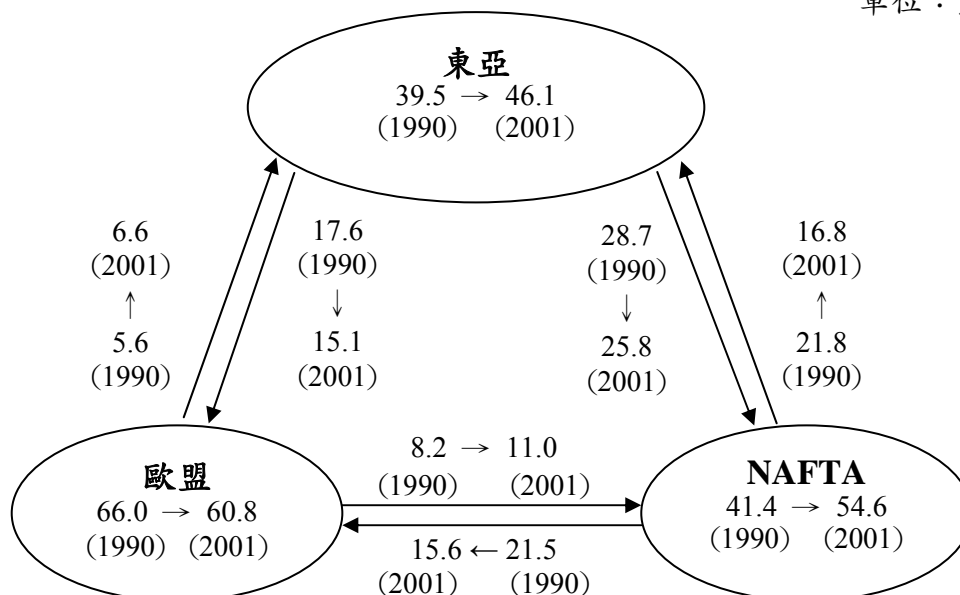 單位：
東亞
39.5 → 46.1
(1990) (2001)
6.6
(2001)
↑
5.6
(1990)
17.6
(1990)
↓
15.1
(2001)
28.7
(1990)
↓
25.8
(2001)
16.8
(2001)
↑
21.8
(1990)
歐盟
66.0 → 60.8
(1990) (2001)
8.2 → 11.0
(1990) (2001)
15.6 ← 21.5
(2001) (1990)
NAFTA
41.4 → 54.6
(1990) (2001)